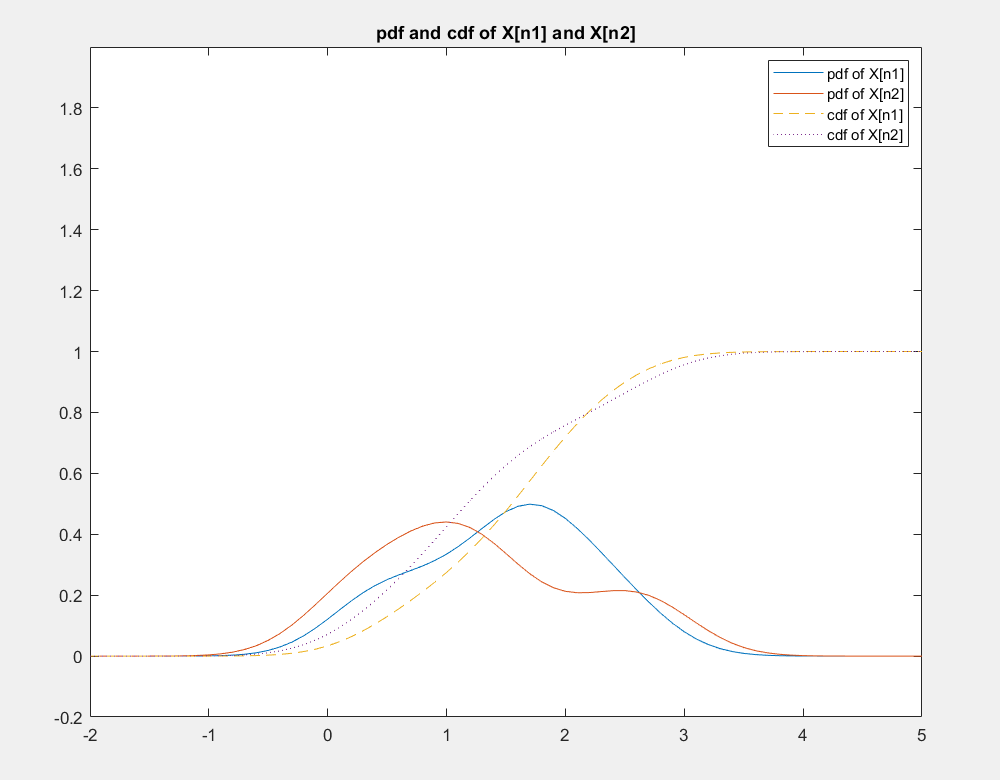 pdf and cdf of X[n1] and X[n2]
pdf of X[n1]
pdf of X[n2]
cdf of X[n1]
cdf of X[n2]
1.8
1.6
1.4
1.2
1
0.8
0.6
0.4
0.2
0
-0.2
-2 -1 0 1 2 3 4 5